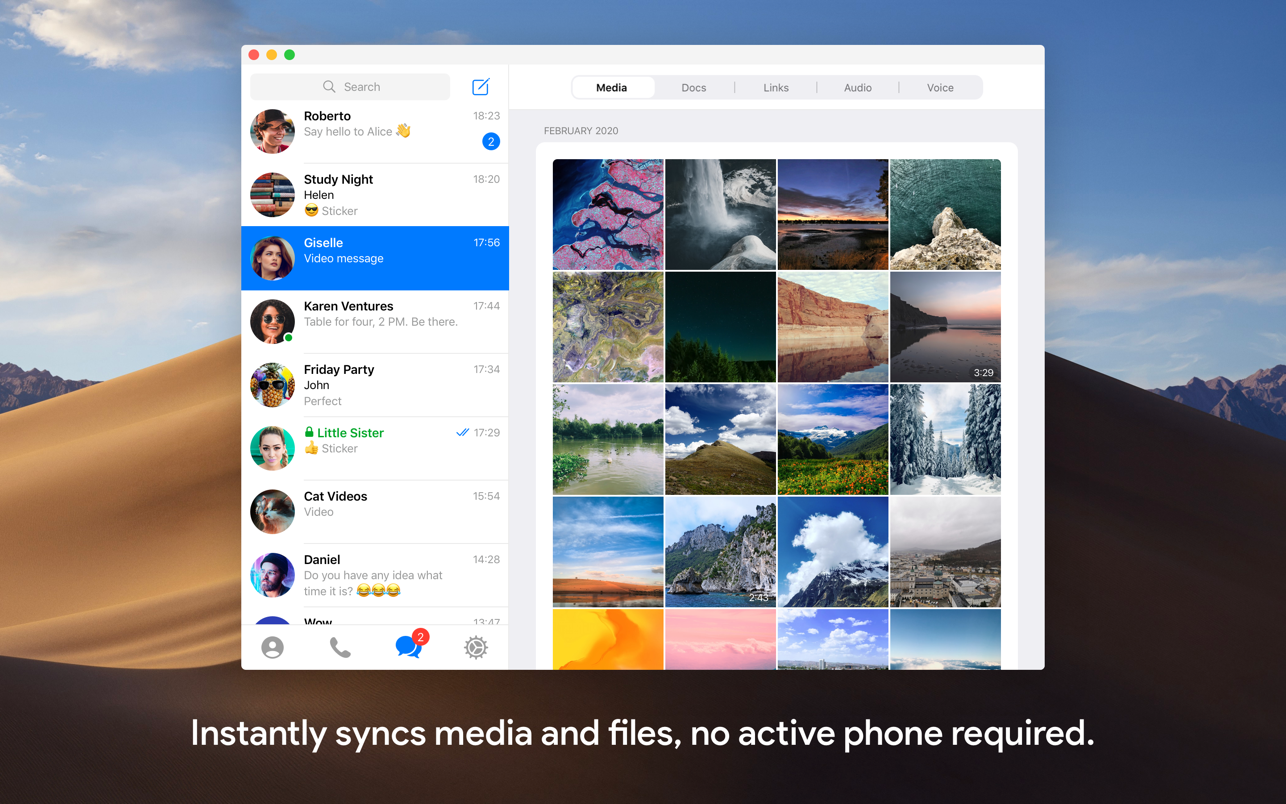 Search
Roberto 18:23
Say hello to Alice 👋
2
Study Night 18:20
Helen
😎 Sticker
Giselle 17:56
Video message
Karen Ventures 17:44
Table for four, 2 PM. Be there.
Friday Party 17:34
John
Perfect
Little Sister 17:29
👍 Sticker
Cat Videos 15:54
Video
Daniel 14:28
Do you have any idea what
time it is? 😂😂😂
Wow 13:47
2
Media Docs Links Audio Voice
FEBRUARY 2020
3:29
2:43
Instantly syncs media and files, no active phone required.